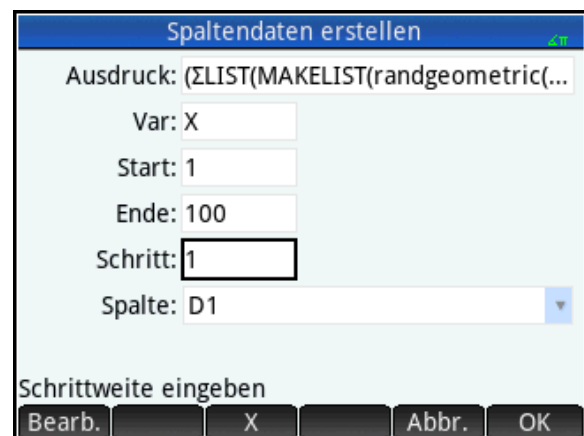 Spaltendaten erstellen
∡π
Ausdruck: (ΣLIST(MAKELIST(randgeometric(...
Var: X
Start: 1
Ende: 100
Schritt: 1
Spalte: D1
Schrittweite eingeben
Bearb. X Abbr. OK